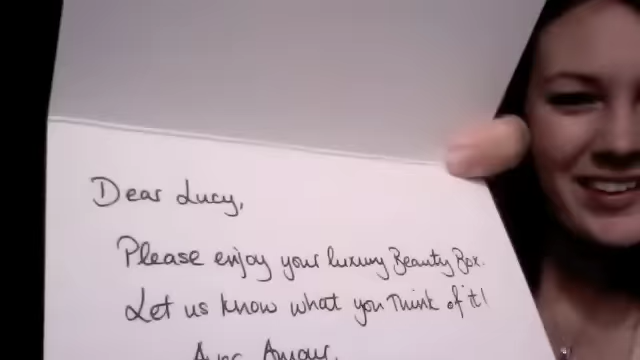 Dear Lucy,
Please enjoy your luxury Beauty Box.
Let us know what you think of it!
Avec Amour,